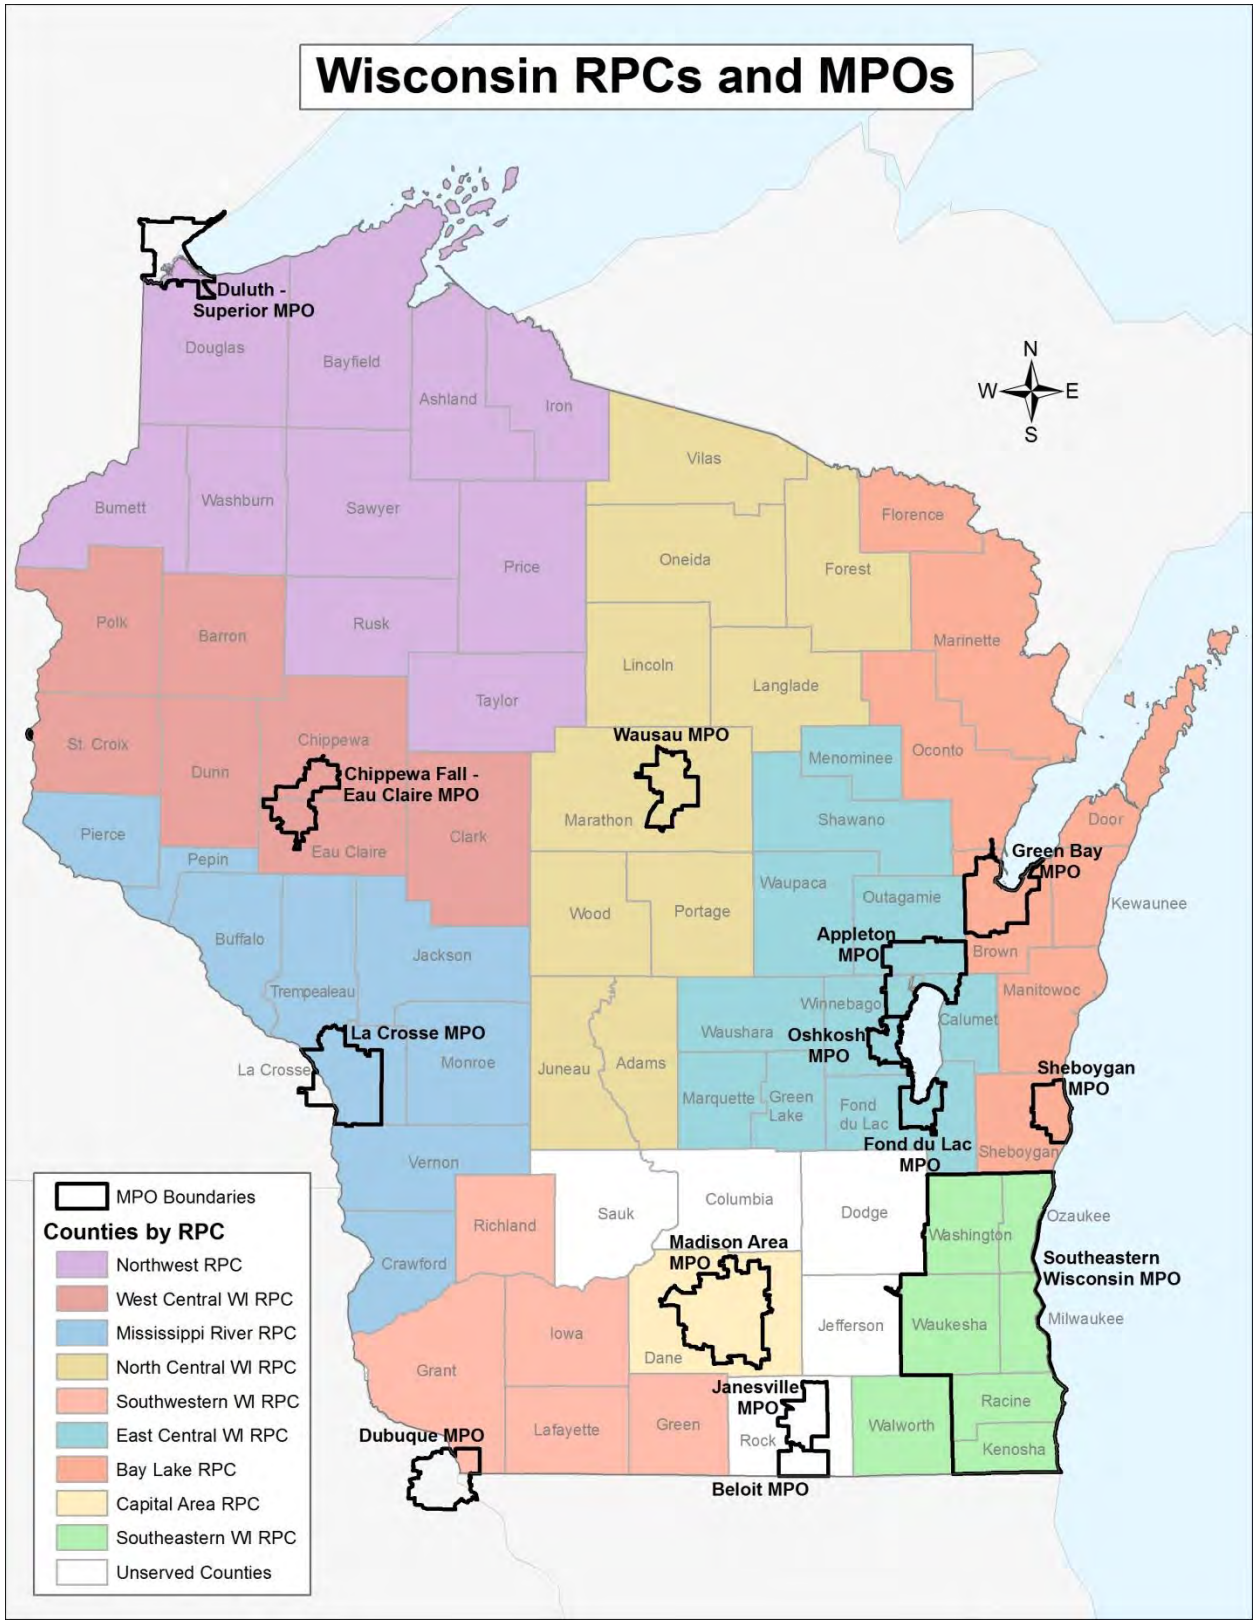 Wisconsin RPCs and MPOs
N
W
E
S
Duluth -
Superior MPO
Douglas
Bayfield
Ashland
Iron
Vilas
Burnett
Washburn
Sawyer
Florence
Price
Oneida
Forest
Polk
Barron
Rusk
Marinette
Lincoln
Langlade
Taylor
St. Croix
Chippewa
Wausau MPO
Oconto
Menominee
Dunn
Chippewa Fall -
Eau Claire MPO
Marathon
Shawano
Door
Pierce
Clark
Pepin
Eau Claire
Green Bay
MPO
Waupaca
Outagamie
Kewaunee
Wood
Portage
Buffalo
Appleton
MPO
Brown
Jackson
Trempealeau
Manitowoc
Winnebago
Calumet
La Crosse MPO
Waushara
Oshkosh
MPO
La Crosse
Monroe
Juneau
Adams
Sheboygan
MPO
Marquette
Green
Lake
Fond
du Lac
Fond du Lac
MPO
Sheboygan
Vernon
MPO Boundaries
Counties by RPC
Northwest RPC
West Central WI RPC
Mississippi River RPC
North Central WI RPC
Southwestern WI RPC
East Central WI RPC
Bay Lake RPC
Capital Area RPC
Southeastern WI RPC
Unserved Counties
Richland
Sauk
Columbia
Dodge
Washington
Ozaukee
Crawford
Madison Area
MPO
Southeastern
Wisconsin MPO
Iowa
Jefferson
Waukesha
Milwaukee
Dane
Grant
Janesville
MPO
Racine
Lafayette
Green
Rock
Walworth
Kenosha
Dubuque MPO
Beloit MPO